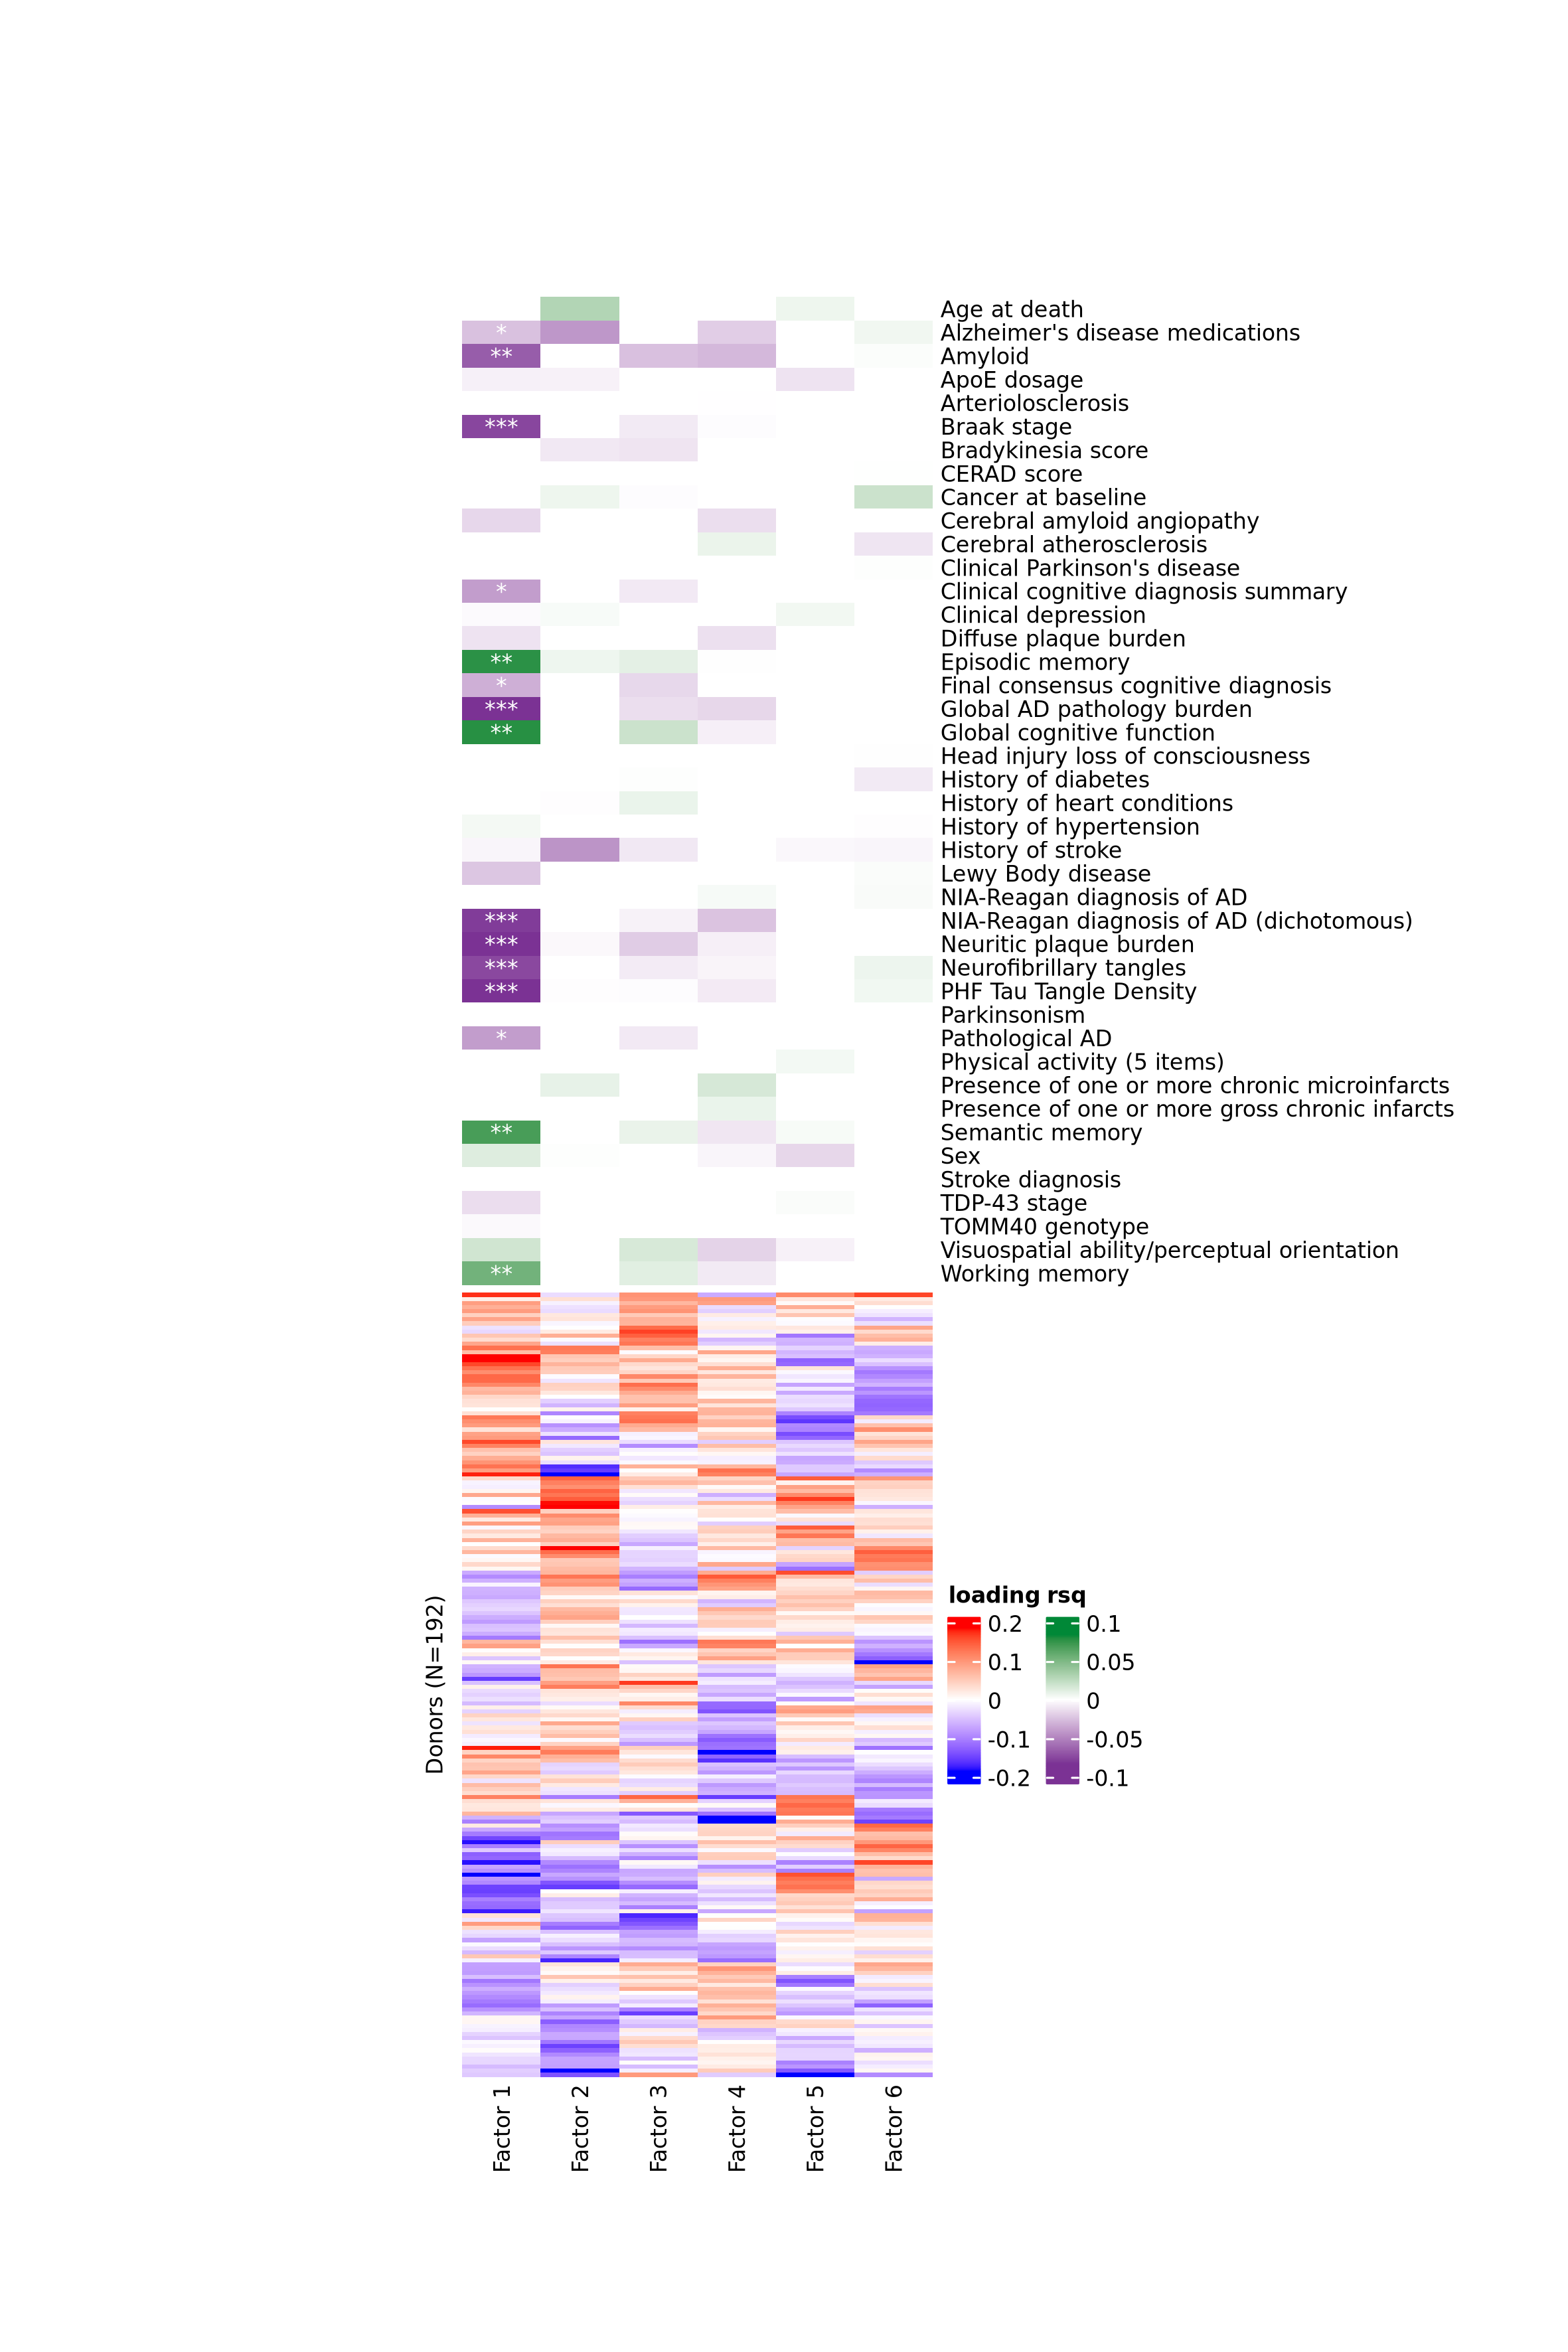 Age at death
* Alzheimer's disease medications
** Amyloid
ApoE dosage
Arteriolosclerosis
*** Braak stage
Bradykinesia score
CERAD score
Cancer at baseline
Cerebral amyloid angiopathy
Cerebral atherosclerosis
Clinical Parkinson's disease
* Clinical cognitive diagnosis summary
Clinical depression
Diffuse plaque burden
** Episodic memory
* Final consensus cognitive diagnosis
*** Global AD pathology burden
** Global cognitive function
Head injury loss of consciousness
History of diabetes
History of heart conditions
History of hypertension
History of stroke
Lewy Body disease
NIA-Reagan diagnosis of AD
*** NIA-Reagan diagnosis of AD (dichotomous)
*** Neuritic plaque burden
*** Neurofibrillary tangles
*** PHF Tau Tangle Density
Parkinsonism
* Pathological AD
Physical activity (5 items)
Presence of one or more chronic microinfarcts
Presence of one or more gross chronic infarcts
** Semantic memory
Sex
Stroke diagnosis
TDP-43 stage
TOMM40 genotype
Visuospatial ability/perceptual orientation
** Working memory
Donors (N=192)
loading rsq
0.2 0.1
0.1 0.05
0 0
-0.1 -0.05
-0.2 -0.1
Factor 1
Factor 2
Factor 3
Factor 4
Factor 5
Factor 6